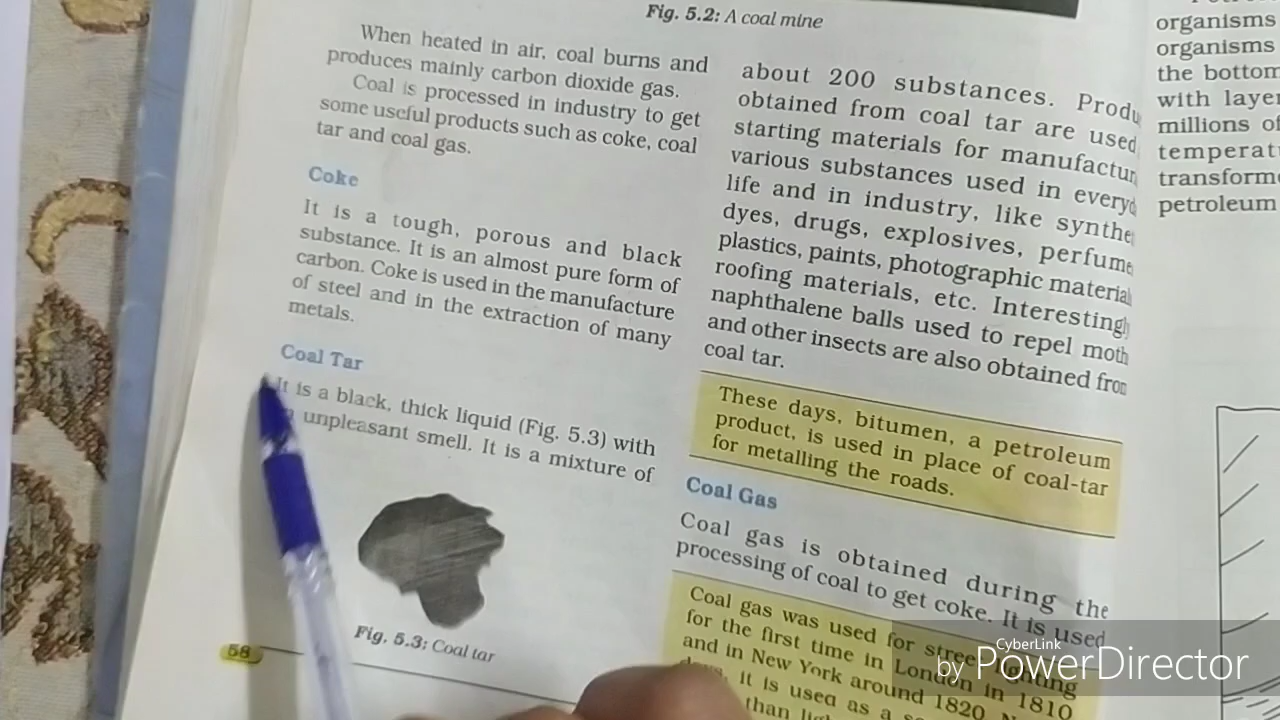 Fig. 5.2: A coal mine
When heated in air, coal burns and
produces mainly carbon dioxide gas.
Coal is processed in industry to get
some useful products such as coke, coal
tar and coal gas.
Coke
It is a tough, porous and black
substance. It is an almost pure form of
carbon. Coke is used in the manufacture
of steel and in the extraction of many
metals.
Coal Tar
It is a black, thick liquid (Fig. 5.3) with
unpleasant smell. It is a mixture of
Fig. 5.3: Coal tar
58
about 200 substances.
obtained from coal tar are used
starting materials for
various substances used in
life and in industry, like
dyes, drugs, explosives,
plastics, paints, photographic
roofing materials, etc.
naphthalene balls used to repel
and other insects are also obtained
coal tar.
These days, bitumen, a petroleum
product, is used in place of coal-tar
for metalling the roads.
Coal Gas
Coal gas is obtained during the
processing of coal to get coke. It is used
Coal gas was used for street lighting
for the first time in London in 1810
and in New York around 1820.
it is used as a
than
organisms
organisms
the bottom
with
millions of
petroleum
CyberLink
by PowerDirector